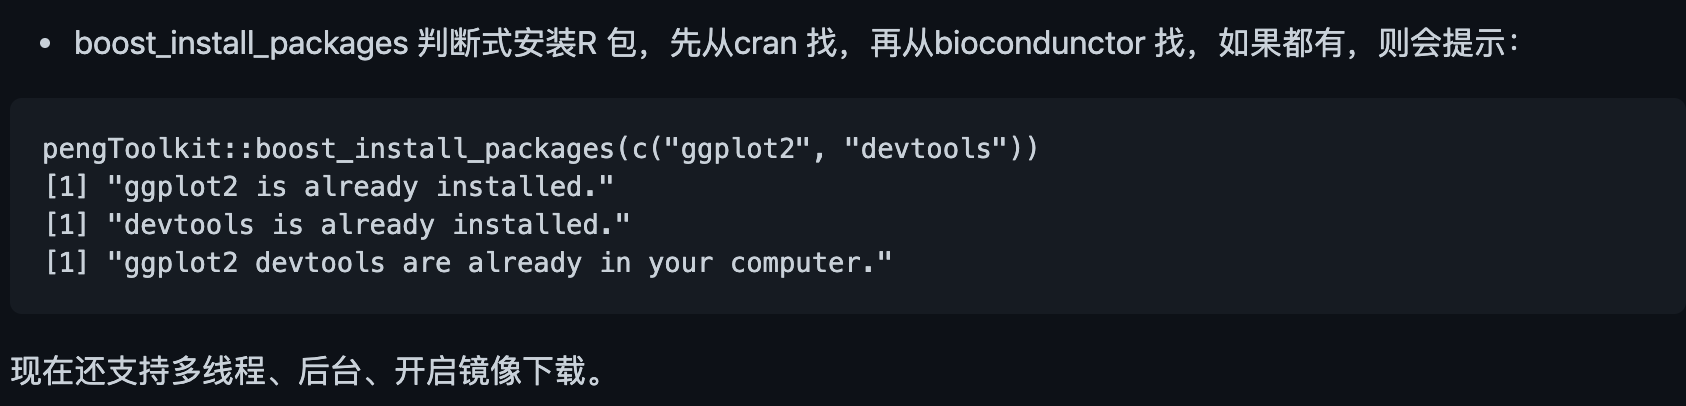 • boost_install_packages 判断式安装R 包，先从cran 找，再从biocondunctor 找，如果都有，则会提示：
pengToolkit::boost_install_packages(c("ggplot2", "devtools"))
[1] "ggplot2 is already installed."
[1] "devtools is already installed."
[1] "ggplot2 devtools are already in your computer."
现在还支持多线程、后台、开启镜像下载。